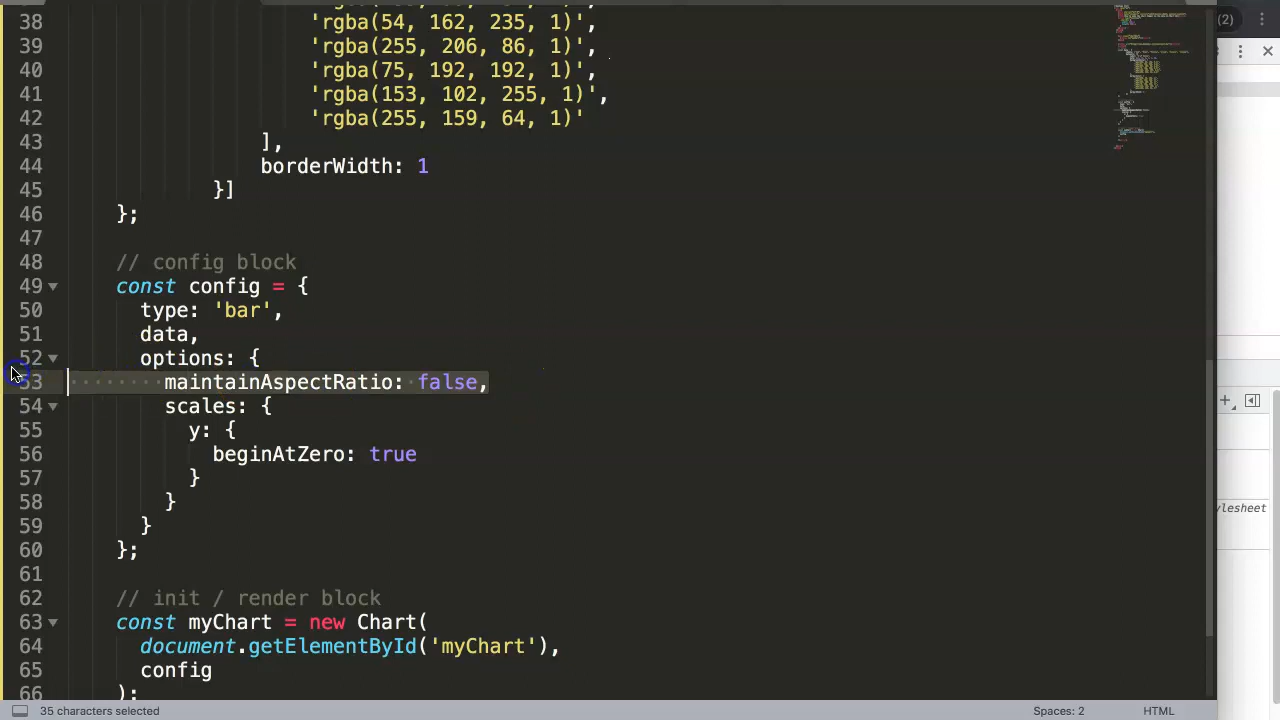 38 'rgba(54, 162, 235, 1)',
39 'rgba(255, 206, 86, 1)',
40 'rgba(75, 192, 192, 1)',
41 'rgba(153, 102, 255, 1)',
42 'rgba(255, 159, 64, 1)'
43 ],
44 borderWidth: 1
45 }]
46 };
47
48 // config block
49 const config = {
50 type: 'bar',
51 data,
52 options: {
53 maintainAspectRatio: false,
54 scales: {
55 y: {
56 beginAtZero: true
57 }
58 }
59 }
60 };
61
62 // init / render block
63 const myChart = new Chart(
64 document.getElementById('myChart'),
65 config
66 );
35 characters selected
Spaces: 2
HTML
(2)
ylesheet